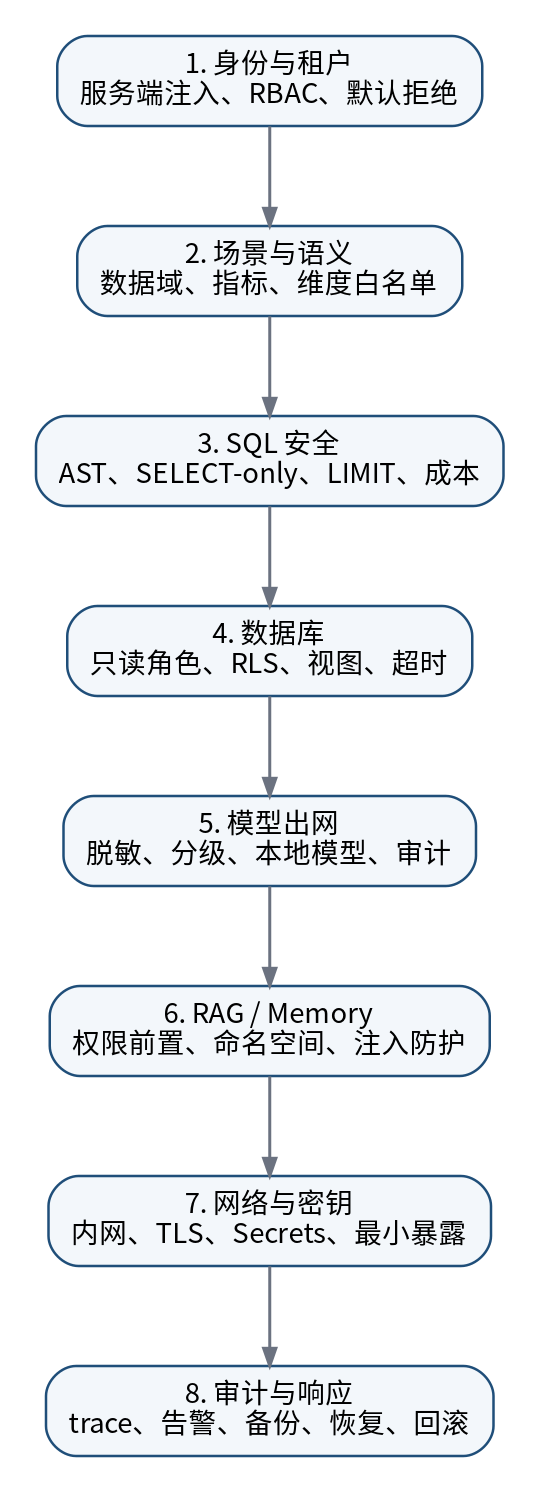 1. 身份与租户
服务端注入、RBAC、默认拒绝
2. 场景与语义
数据域、指标、维度白名单
3. SQL 安全
AST、SELECT-only、LIMIT、成本
4. 数据库
只读角色、RLS、视图、超时
5. 模型出网
脱敏、分级、本地模型、审计
6. RAG / Memory
权限前置、命名空间、注入防护
7. 网络与密钥
内网、TLS、Secrets、最小暴露
8. 审计与响应
trace、告警、备份、恢复、回滚